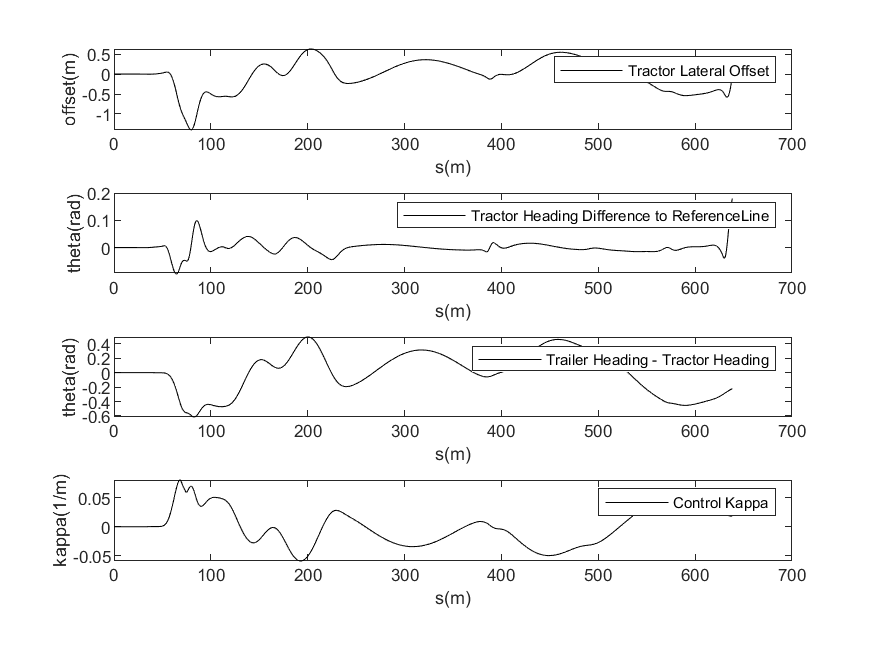 0.5
0
-0.5
-1
offset(m)
Tractor Lateral Offset
0 100 200 300 400 500 600 700
s(m)
0.2
0.1
0
theta(rad)
Tractor Heading Difference to ReferenceLine
0 100 200 300 400 500 600 700
s(m)
0.4
0.2
0
-0.2
-0.4
-0.6
theta(rad)
Trailer Heading - Tractor Heading
0 100 200 300 400 500 600 700
s(m)
0.05
0
-0.05
kappa(1/m)
Control Kappa
0 100 200 300 400 500 600 700
s(m)